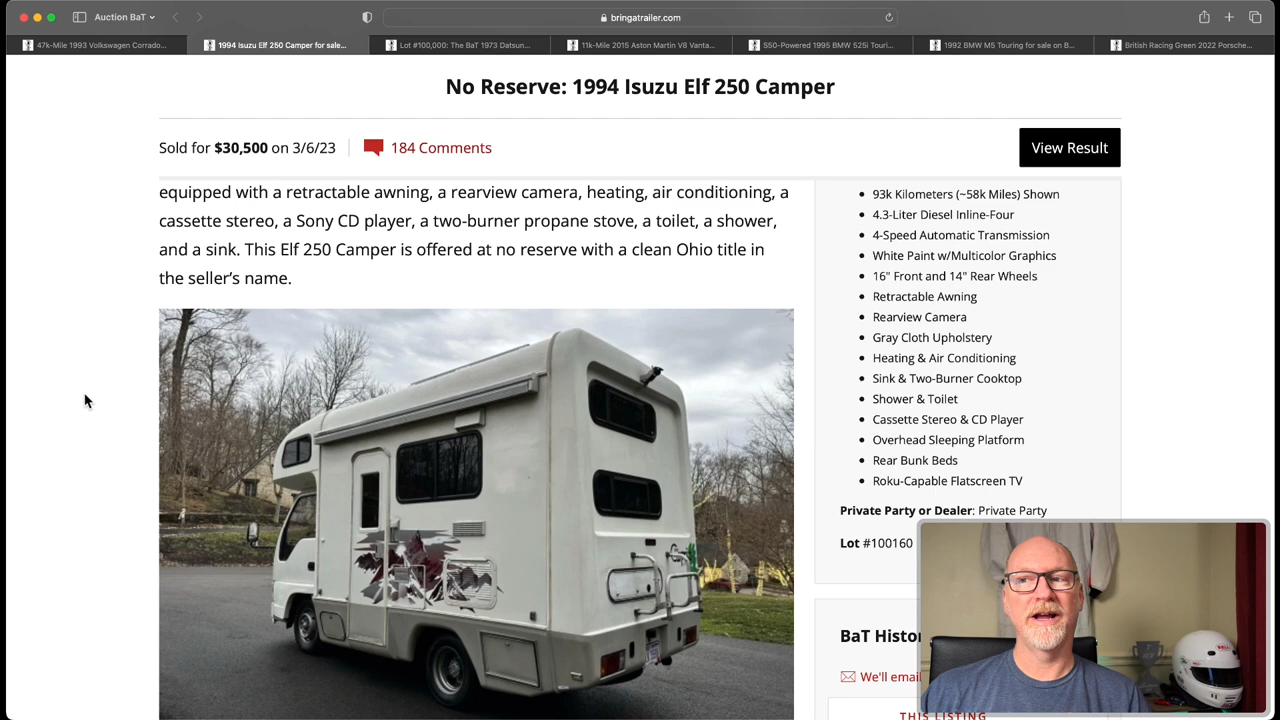 Auction BaT
bringatrailer.com
47k-Mile 1993 Volkswagen Corrado...
1994 Isuzu Elf 250 Camper for sale...
Lot #100,000: The BaT 1973 Datsun...
11k-Mile 2015 Aston Martin V8 Vanta...
S50-Powered 1995 BMW 525i Touri...
1992 BMW M5 Touring for sale on B...
British Racing Green 2022 Porsche...
No Reserve: 1994 Isuzu Elf 250 Camper
Sold for $30,500 on 3/6/23
184 Comments
View Result
equipped with a retractable awning, a rearview camera, heating, air conditioning, a
cassette stereo, a Sony CD player, a two-burner propane stove, a toilet, a shower,
and a sink. This Elf 250 Camper is offered at no reserve with a clean Ohio title in
the seller's name.
93k Kilometers (~58k Miles) Shown
4.3-Liter Diesel Inline-Four
4-Speed Automatic Transmission
White Paint w/Multicolor Graphics
16" Front and 14" Rear Wheels
Retractable Awning
Rearview Camera
Gray Cloth Upholstery
Heating & Air Conditioning
Sink & Two-Burner Cooktop
Shower & Toilet
Cassette Stereo & CD Player
Overhead Sleeping Platform
Rear Bunk Beds
Roku-Capable Flatscreen TV
Private Party or Dealer: Private Party
Lot #100160
BaT Histo
We'll email
THIS LISTING
BELL